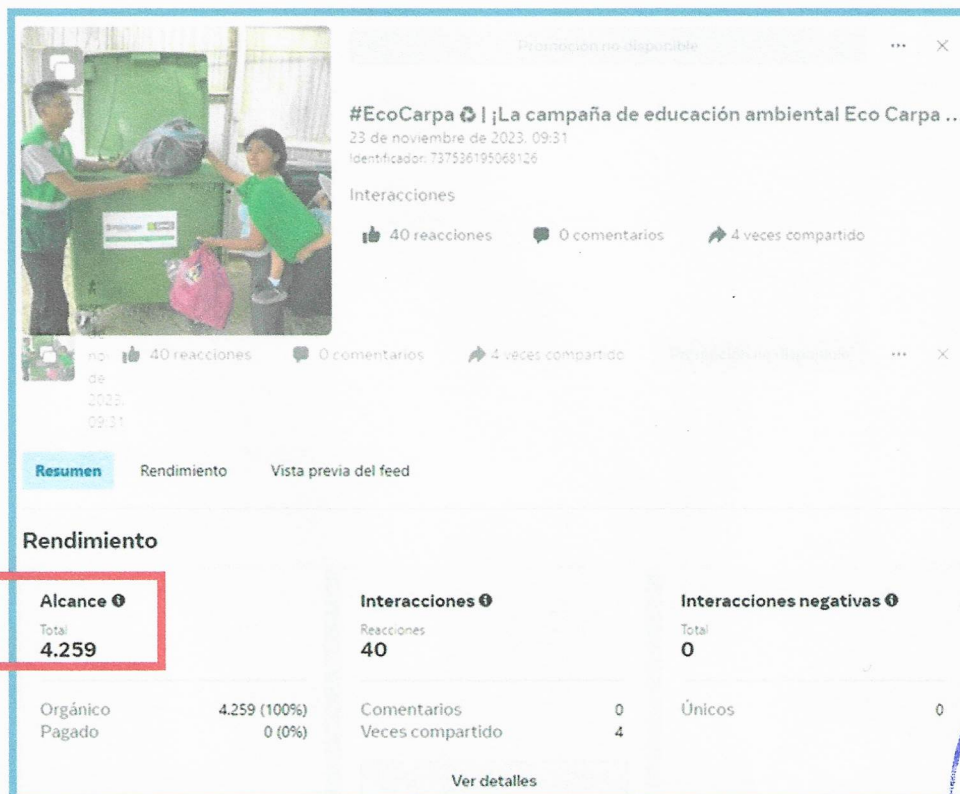 Promoción no disponible
#EcoCarpa ♻ | ¡La campaña de educación ambiental Eco Carpa ...
23 de noviembre de 2023, 09:31
Identificador: 737536195068126
Interacciones
40 reacciones 0 comentarios 4 veces compartido
40 reacciones 0 comentarios 4 veces compartido
de
2023,
09:31
Resumen Rendimiento Vista previa del feed
Rendimiento
Alcance
Total
4.259
Orgánico 4.259 (100%)
Pagado 0 (0%)
Interacciones
Reacciones
40
Comentarios 0
Veces compartido 4
Ver detalles
Interacciones negativas
Total
0
Únicos 0